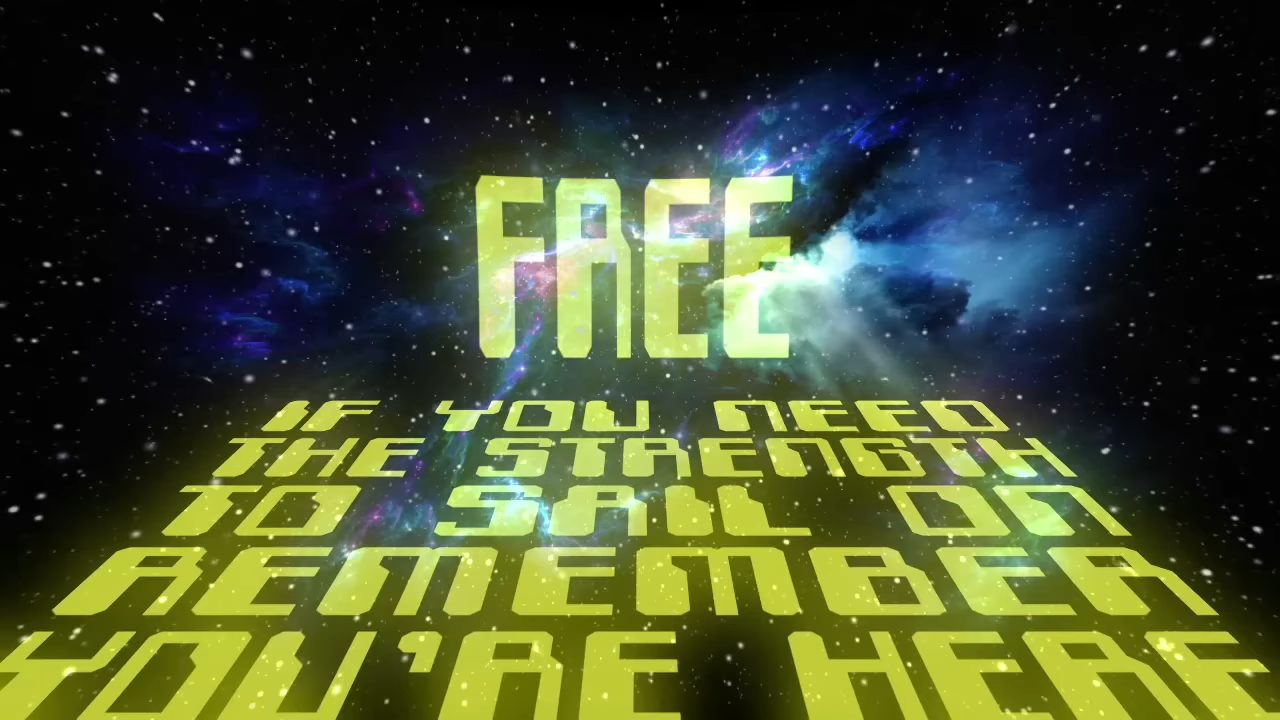 FREE
IF YOU NEED
THE STRENGTH
TO SAIL ON
REMEMBER
YOU'RE HERE